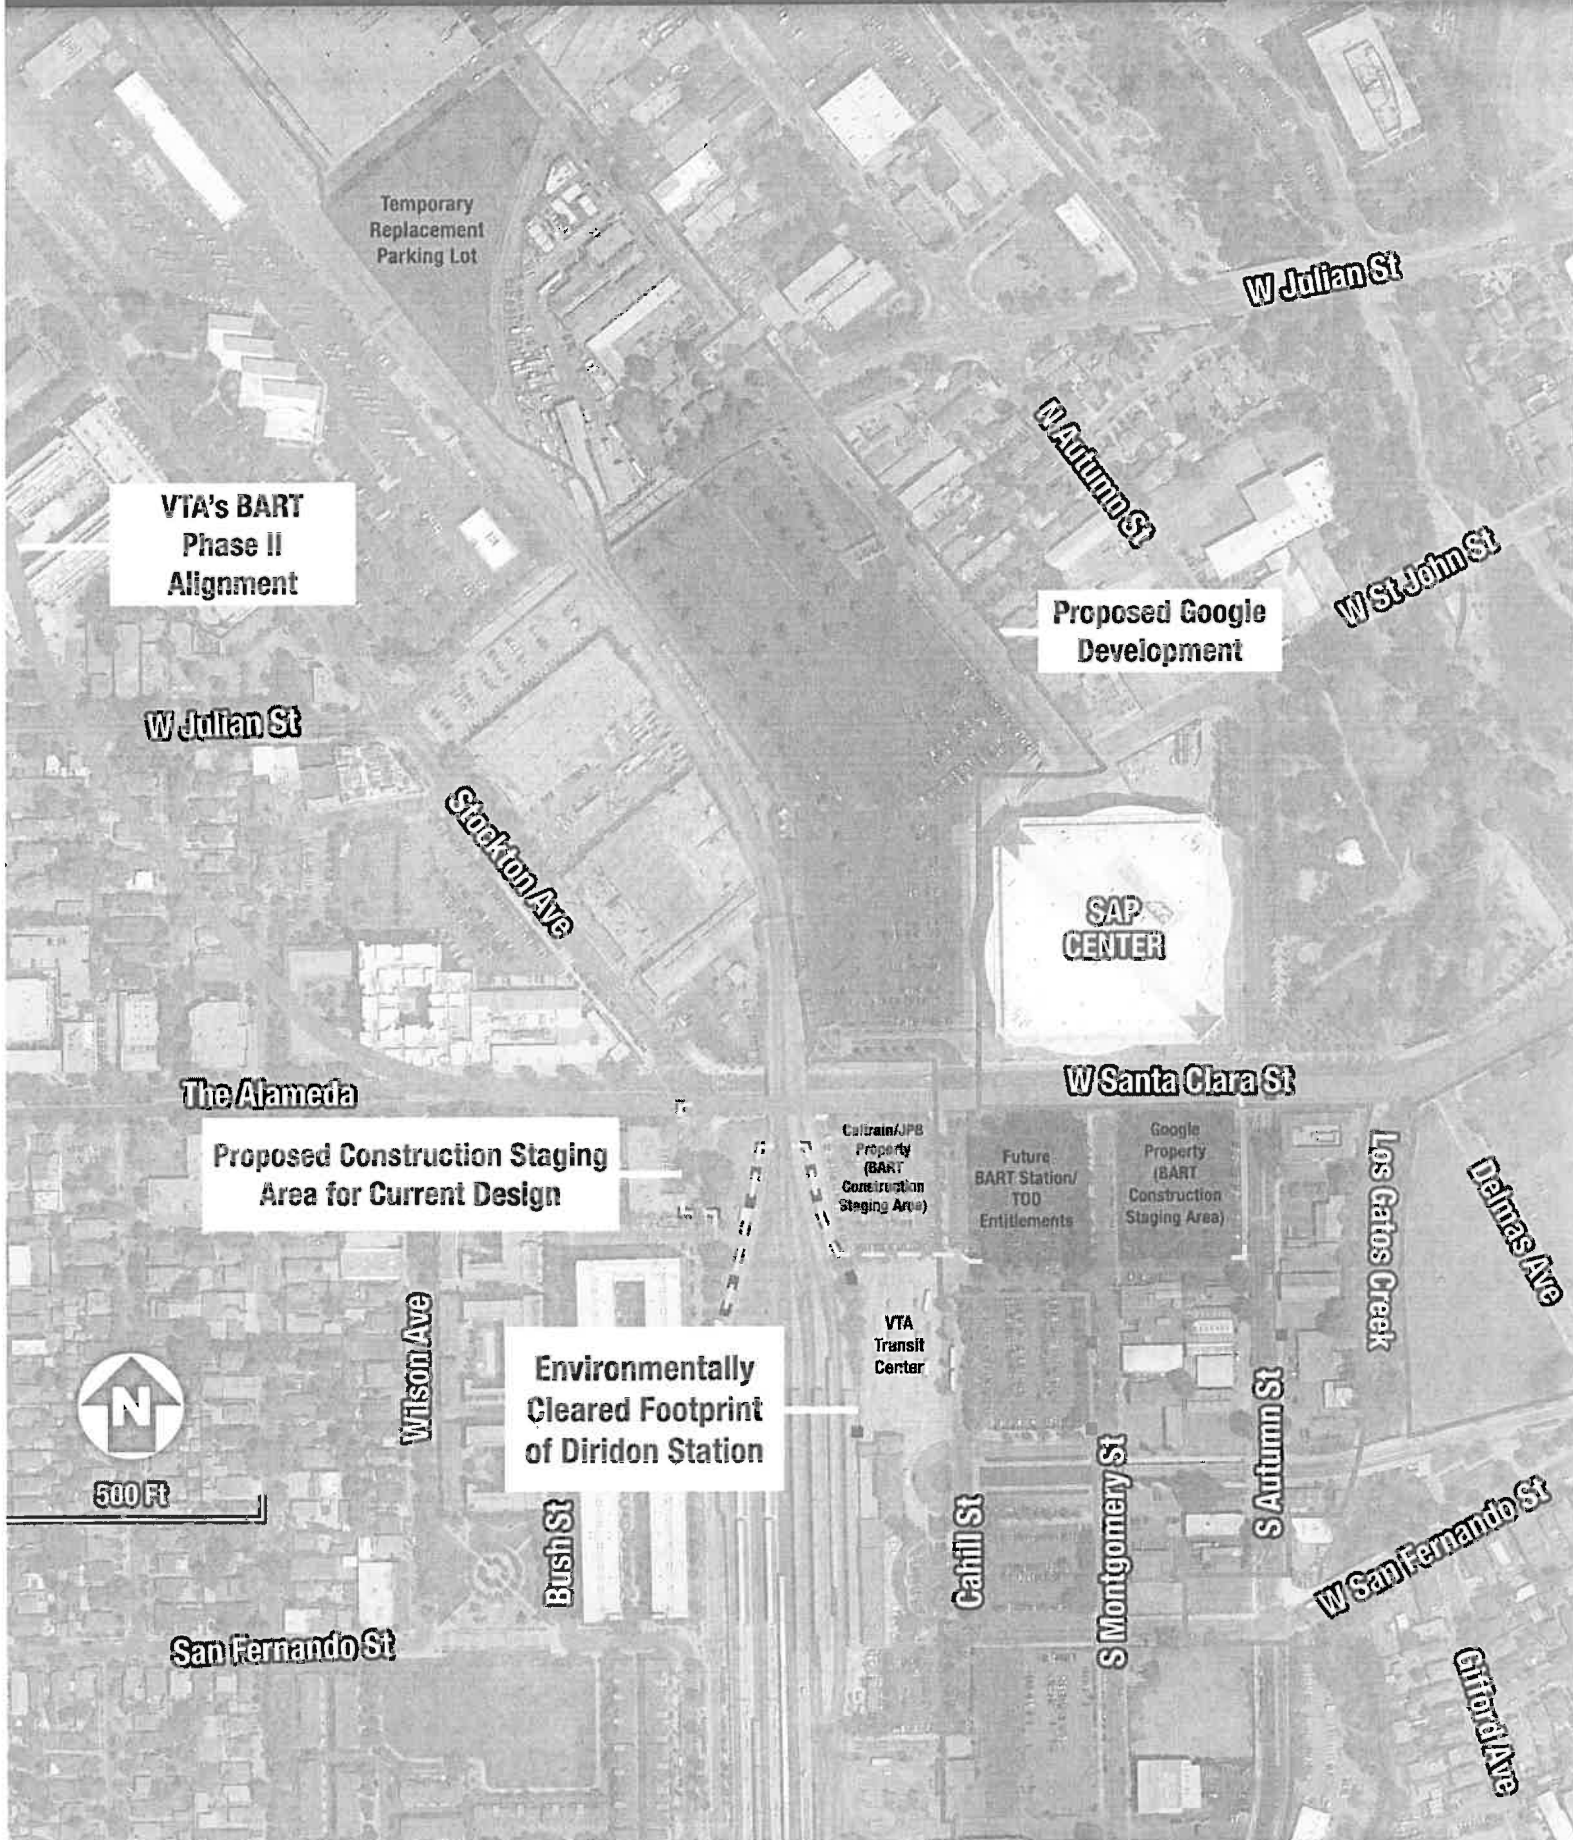 Temporary
Replacement
Parking Lot
W Julian St
N Autumn St
VTA's BART
Phase II
Alignment
W St John St
Proposed Google
Development
W Julian St
Stockton Ave
SAP
CENTER
The Alameda
W Santa Clara St
Proposed Construction Staging
Area for Current Design
Caltrain/JPB
Property
(BART
Construction
Staging Area)
Future
BART Station/
TOD
Entitlements
Google
Property
(BART
Construction
Staging Area)
Los Gatos Creek
Delmas Ave
Wilson Ave
VTA
Transit
Center
Environmentally
Cleared Footprint
of Diridon Station
N
500 Ft
Bush St
Cahill St
S Montgomery St
S Autumn St
W San Fernando St
San Fernando St
Gifford Ave